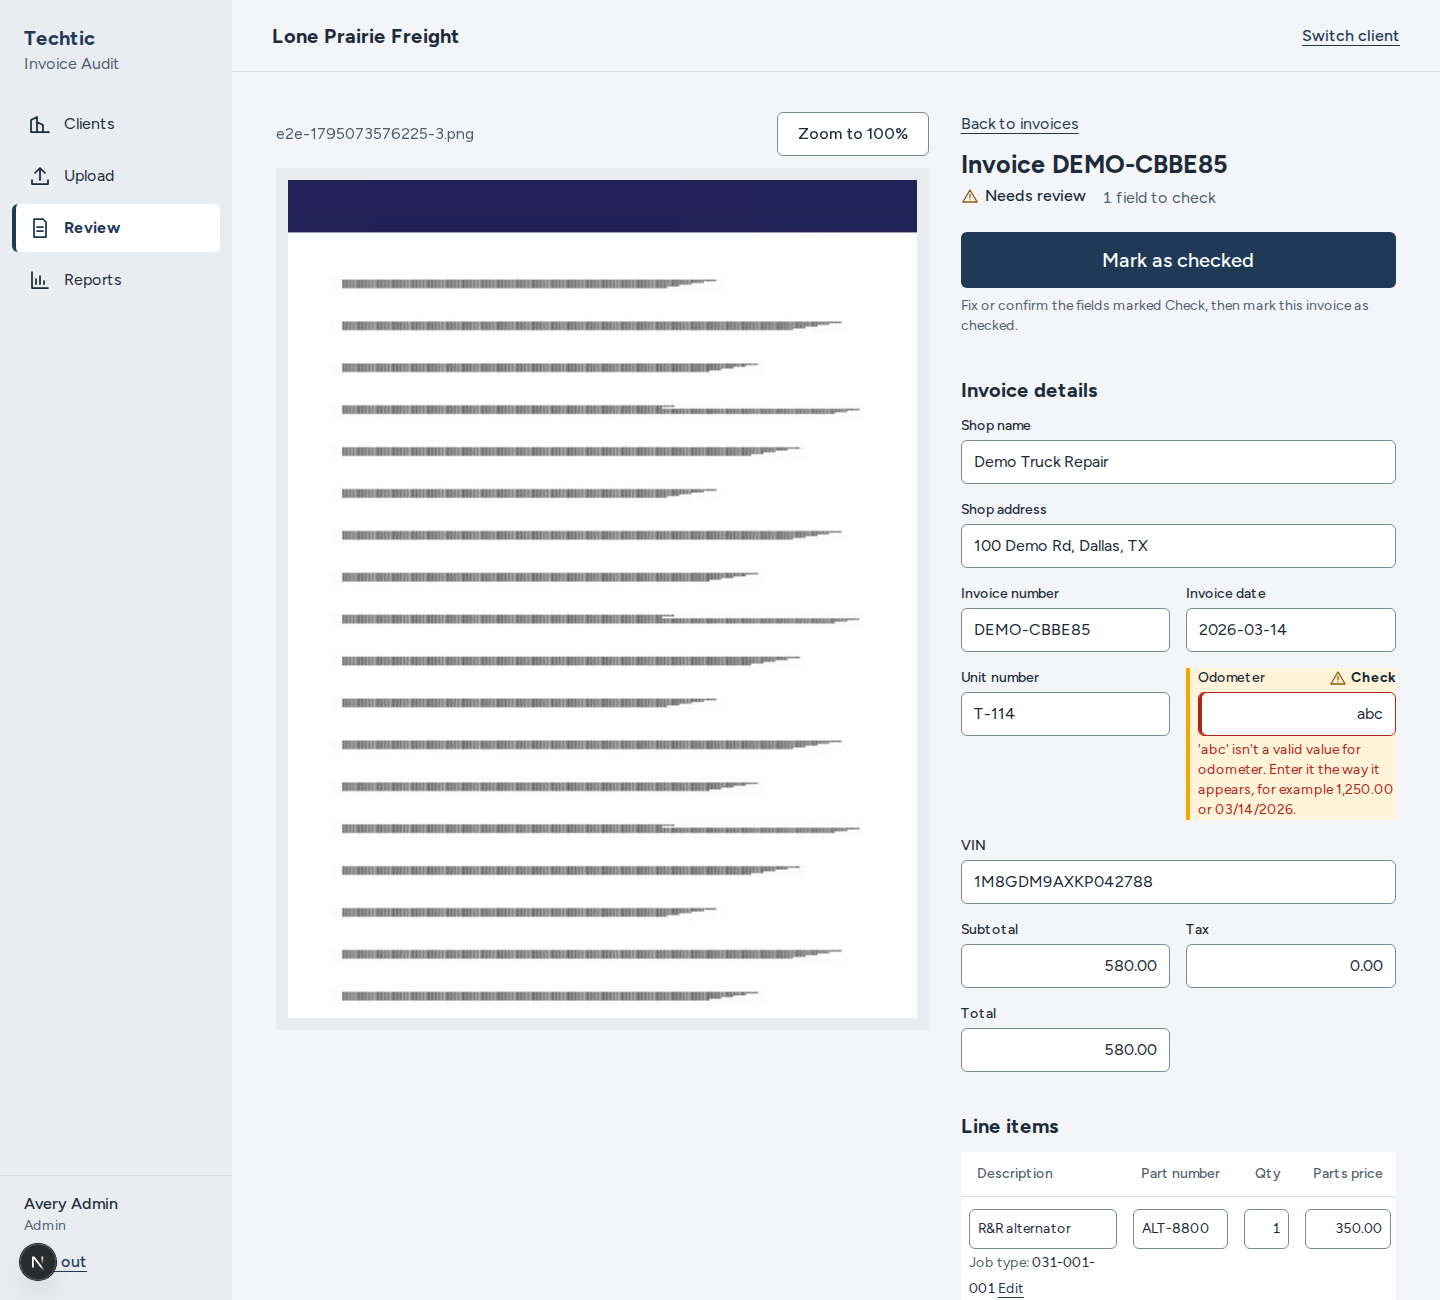 Techtic
Invoice Audit
Clients
Upload
Review
Reports
Avery Admin
Admin
out
Lone Prairie Freight
Switch client
e2e-1795073576225-3.png
Zoom to 100%
Back to invoices
Invoice DEMO-CBBE85
Needs review 1 field to check
Mark as checked
Fix or confirm the fields marked Check, then mark this invoice as
checked.
Invoice details
Shop name
Demo Truck Repair
Shop address
100 Demo Rd, Dallas, TX
Invoice number Invoice date
DEMO-CBBE85 2026-03-14
Unit number Odometer Check
T-114 abc
'abc' isn't a valid value for
odometer. Enter it the way it
appears, for example 1,250.00
or 03/14/2026.
VIN
1M8GDM9AXKP042788
Subtotal Tax
580.00 0.00
Total
580.00
Line items
Description Part number Qty Parts price
R&R alternator ALT-8800 1 350.00
Job type: 031-001-
001 Edit